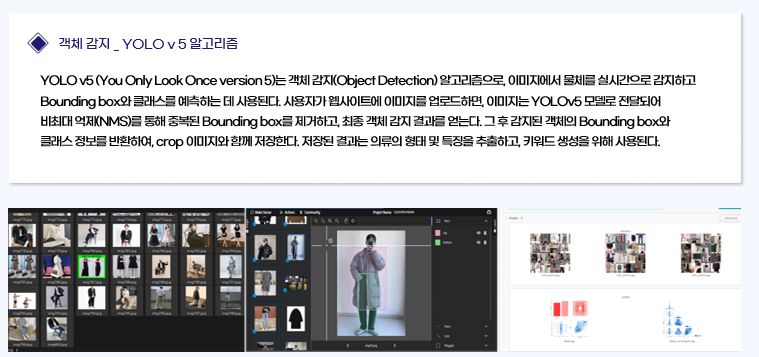 객체 감지 _ YOLO v 5 알고리즘
YOLO v5 (You Only Look Once version 5)는 객체 감지(Object Detection) 알고리즘으로, 이미지에서 물체를 실시간으로 감지하고
Bounding box와 클래스를 예측하는 데 사용된다. 사용자가 웹사이트에 이미지를 업로드하면, 이미지는 YOLOv5 모델로 전달되어
비최대 억제(NMS)를 통해 중복된 Bounding box를 제거하고, 최종 객체 감지 결과를 얻는다. 그 후 감지된 객체의 Bounding box와
클래스 정보를 반환하여, crop 이미지와 함께 저장한다. 저장된 결과는 의류의 형태 및 특징을 추출하고, 키워드 생성을 위해 사용된다.
Make Sense
Actions
Community
Project Name: